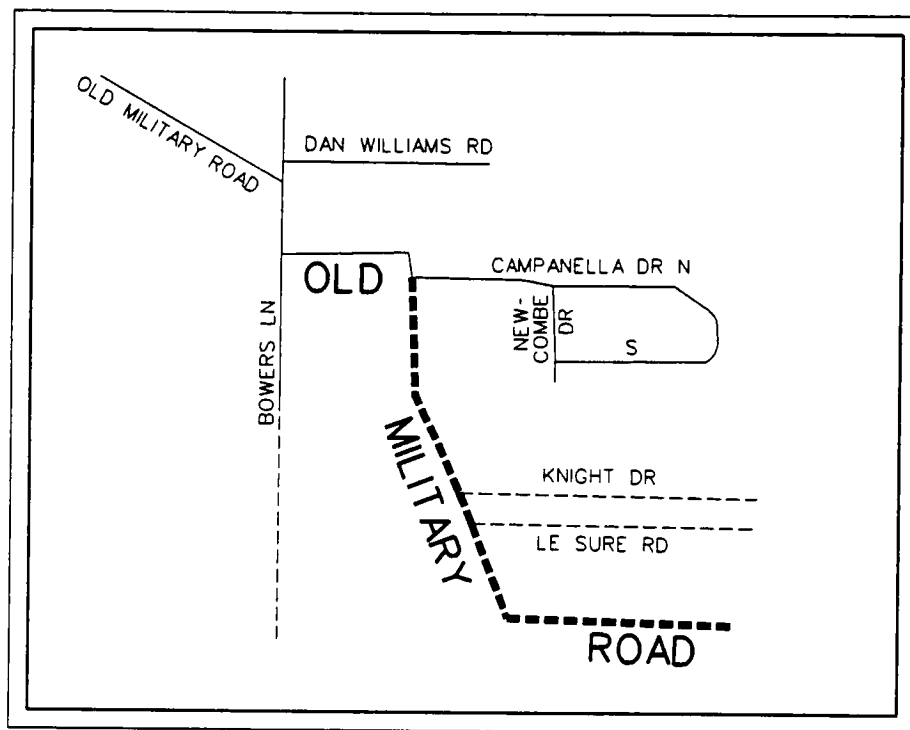 OLD MILITARY ROAD
DAN WILLIAMS RD
OLD
CAMPANELLA DR N
NEW-
COMBE
DR
S
BOWERS LN
MILITARY
KNIGHT DR
LE SURE RD
ROAD